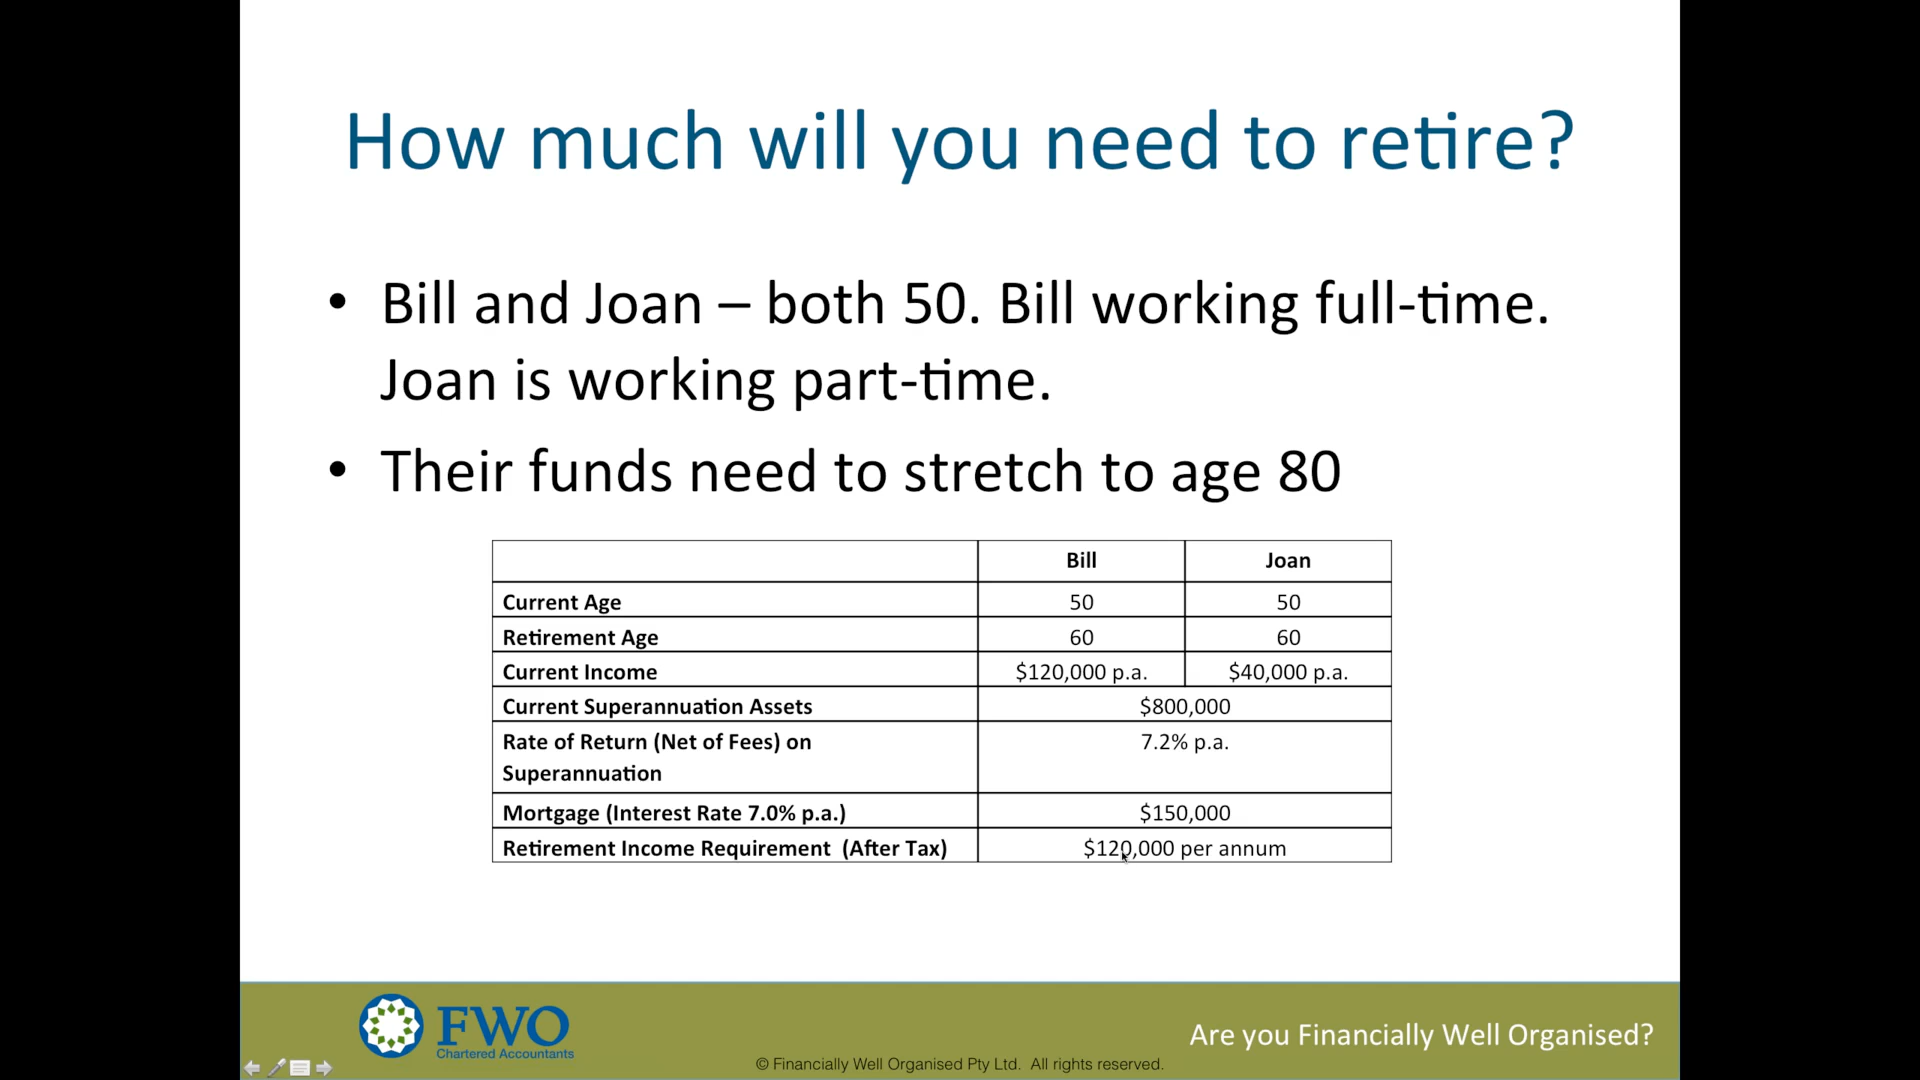 How much will you need to retire?
• Bill and Joan – both 50. Bill working full-time.
Joan is working part-time.
• Their funds need to stretch to age 80
Bill Joan
Current Age 50 50
Retirement Age 60 60
Current Income $120,000 p.a. $40,000 p.a.
Current Superannuation Assets $800,000
Rate of Return (Net of Fees) on 7.2% p.a.
Superannuation
Mortgage (Interest Rate 7.0% p.a.) $150,000
Retirement Income Requirement (After Tax) $120,000 per annum
FWO
Chartered Accountants
Are you Financially Well Organised?
© Financially Well Organised Pty Ltd. All rights reserved.